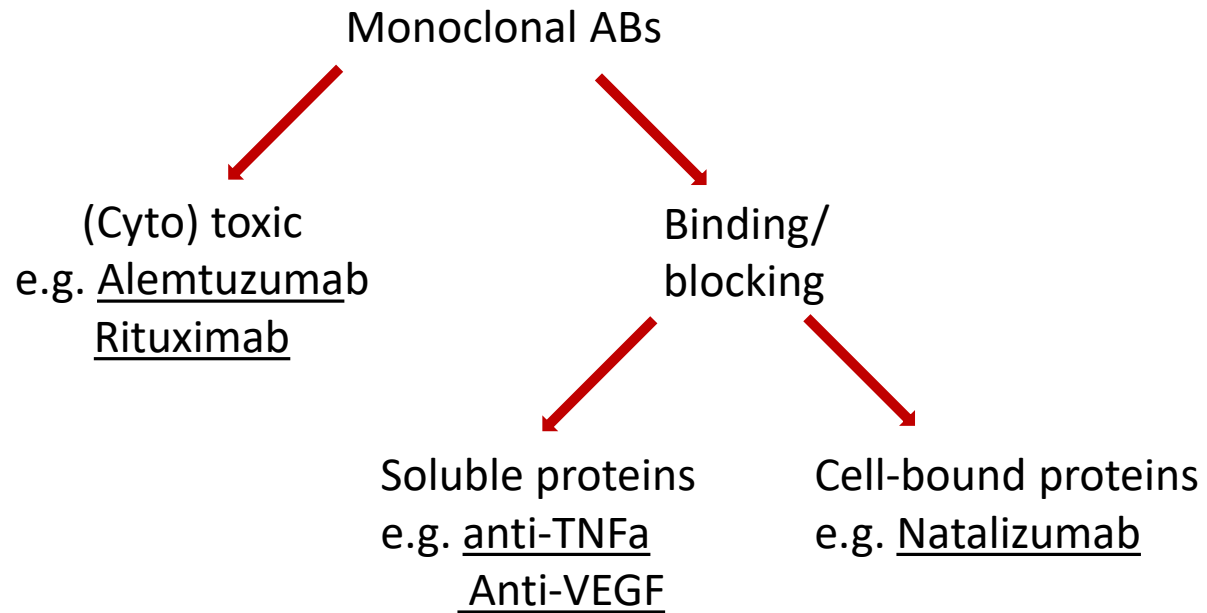 Monoclonal ABs
(Cyto) toxic
e.g. Alemtuzumab
Rituximab
Binding/
blocking
Soluble proteins
e.g. anti-TNFa
Anti-VEGF
Cell-bound proteins
e.g. Natalizumab